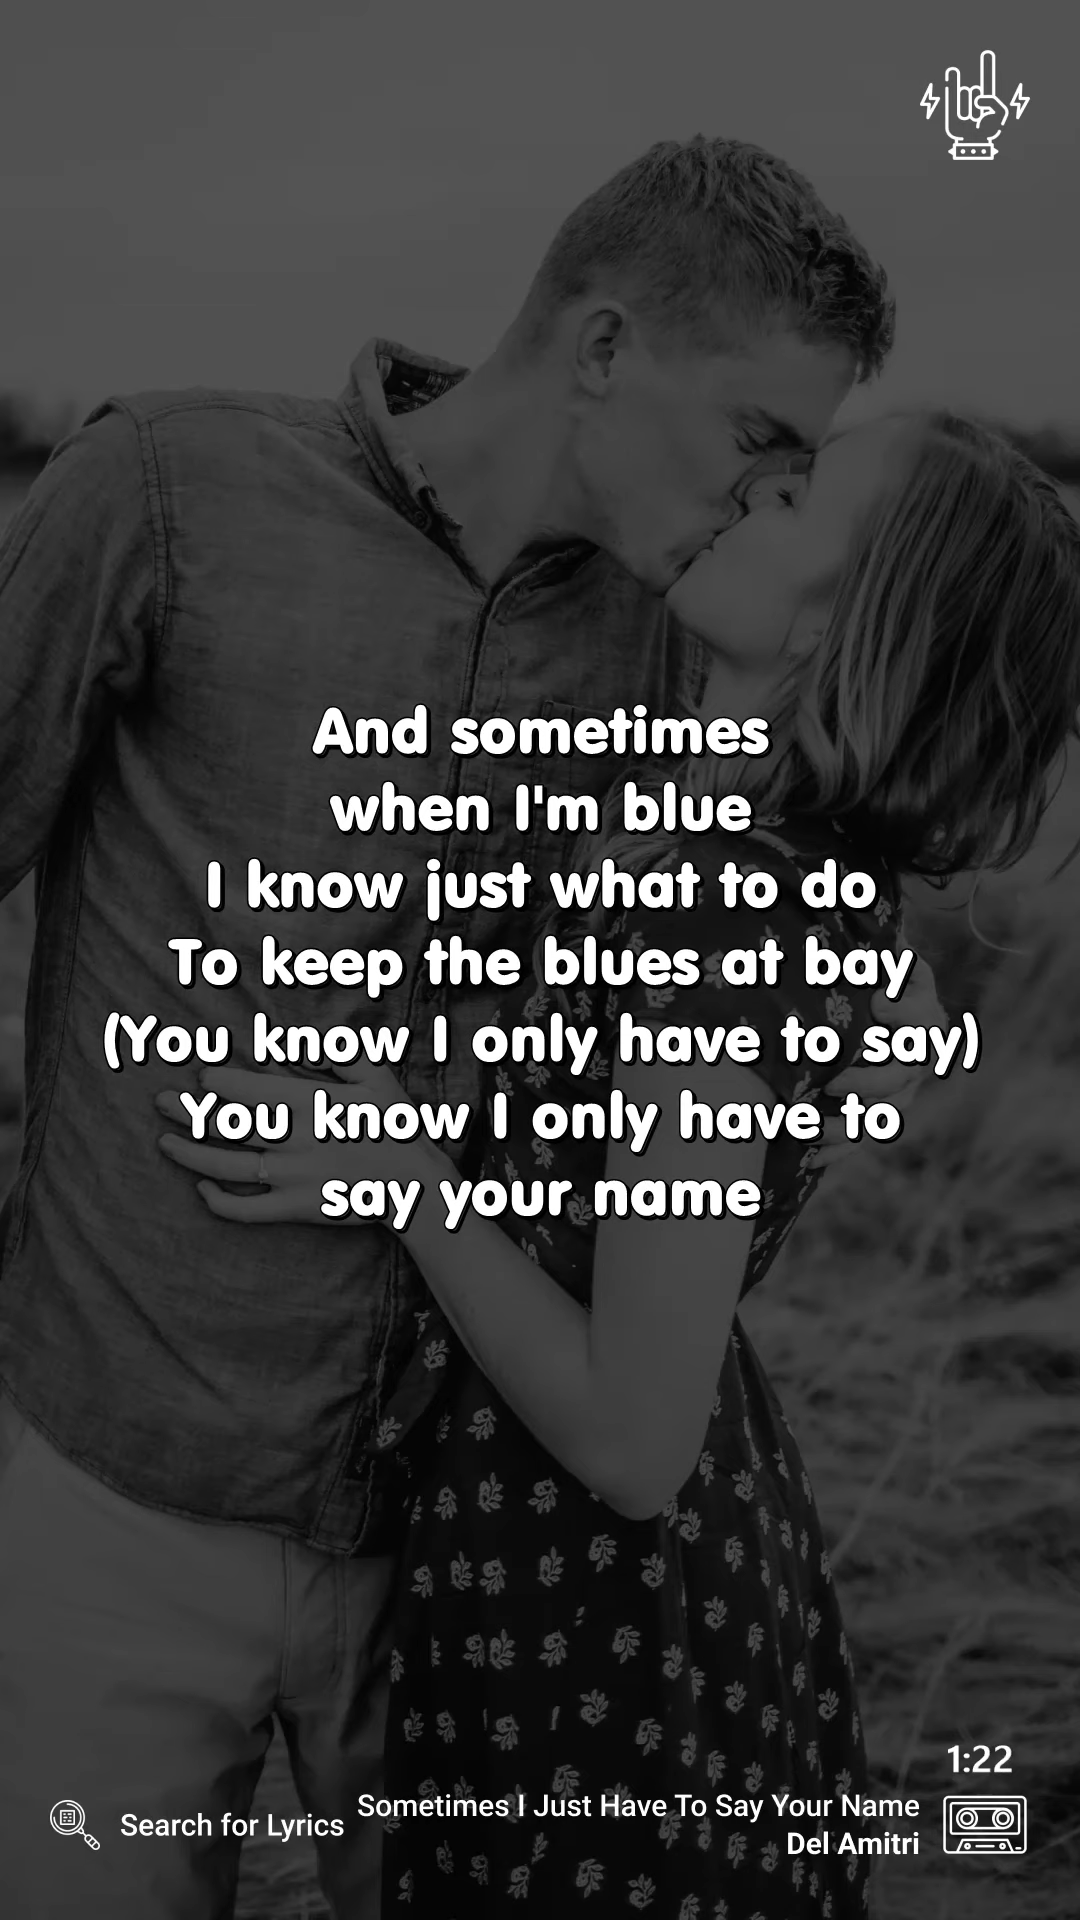 And sometimes
when I'm blue
I know just what to do
To keep the blues at bay
(You know I only have to say)
You know I only have to
say your name
1:22
Search for Lyrics
Sometimes I Just Have To Say Your Name
Del Amitri